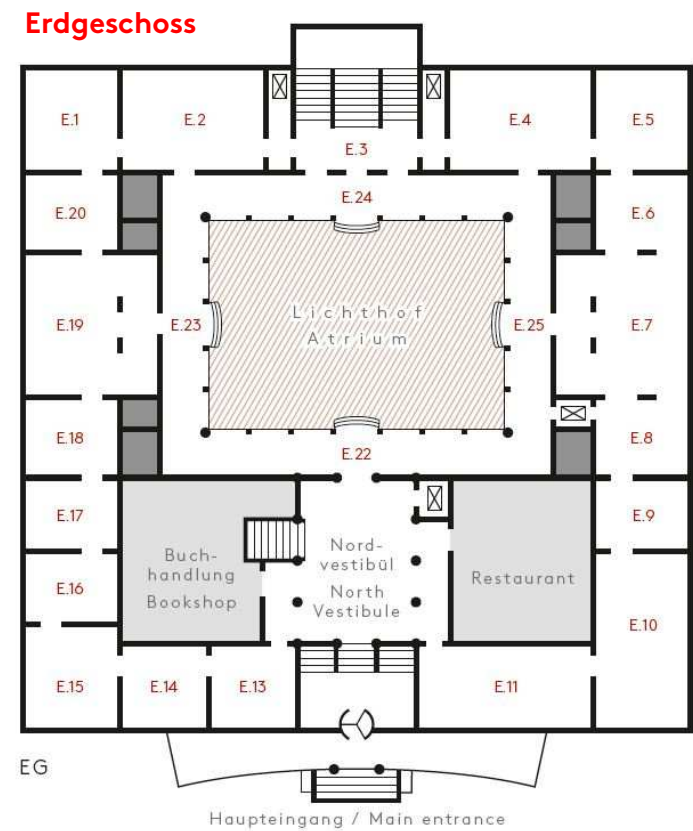 Erdgeschoss
E.1
E.2
E.3
E.4
E.5
E.20
E.24
E.6
Lichthof
Atrium
E.19
E.23
E.25
E.7
E.18
E.22
E.8
E.17
E.9
Buch-
handlung
Bookshop
Nord-
vestibül
North
Vestibule
Restaurant
E.16
E.10
E.15
E.14
E.13
E.11
EG
Haupteingang / Main entrance